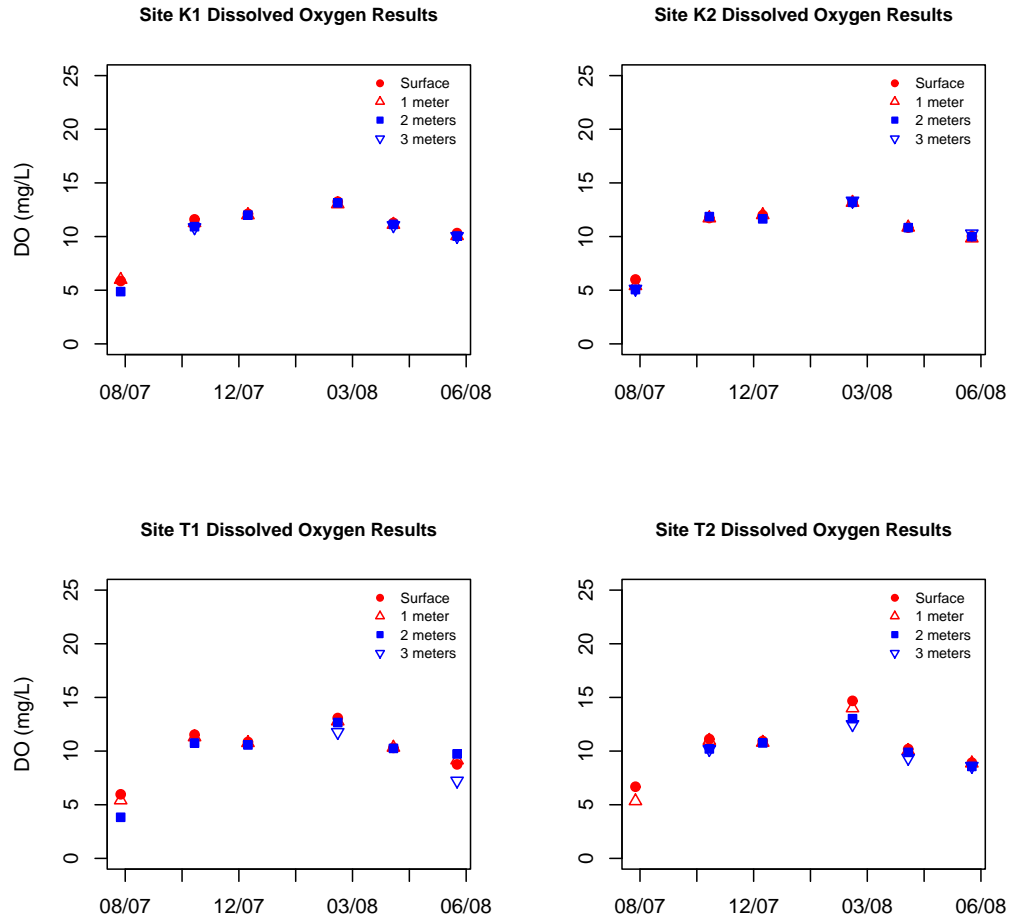 Site K1 Dissolved Oxygen Results
DO (mg/L)
25
20
15
10
5
0
Surface
1 meter
2 meters
3 meters
08/07 12/07 03/08 06/08
Site K2 Dissolved Oxygen Results
25
20
15
10
5
0
Surface
1 meter
2 meters
3 meters
08/07 12/07 03/08 06/08
Site T1 Dissolved Oxygen Results
DO (mg/L)
25
20
15
10
5
0
Surface
1 meter
2 meters
3 meters
08/07 12/07 03/08 06/08
Site T2 Dissolved Oxygen Results
25
20
15
10
5
0
Surface
1 meter
2 meters
3 meters
08/07 12/07 03/08 06/08